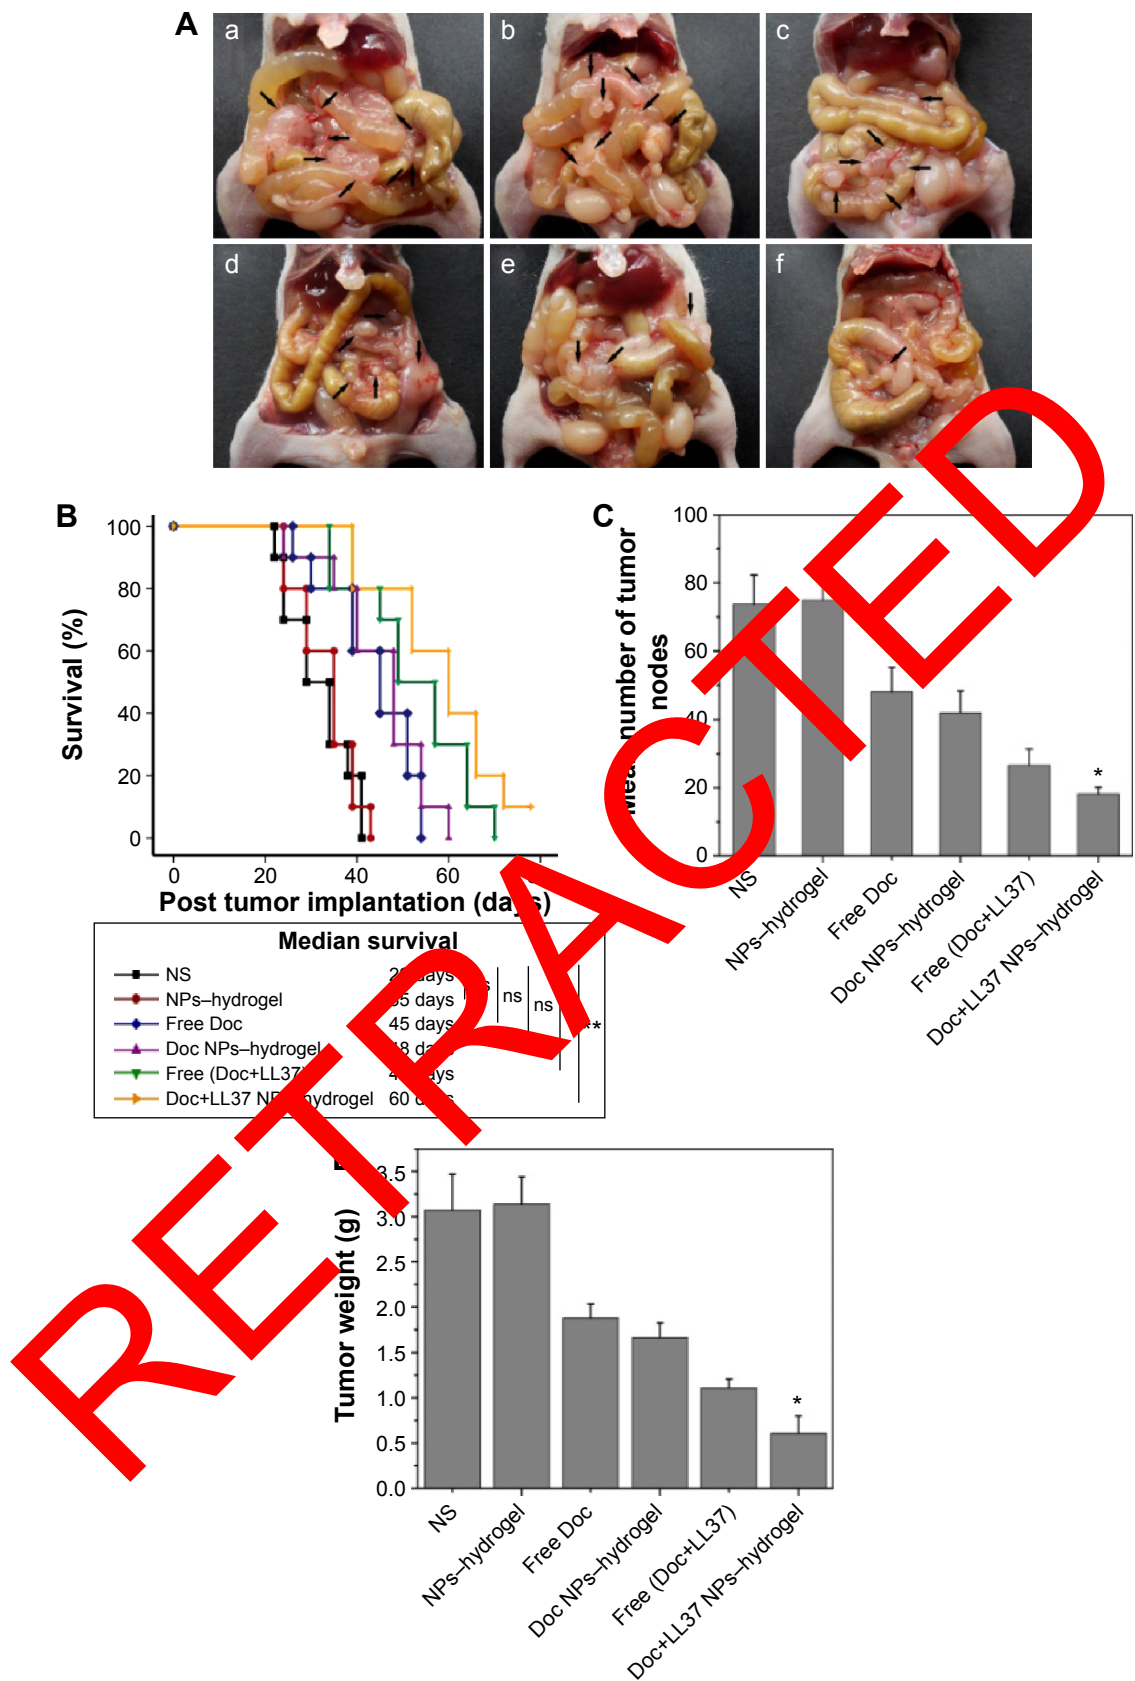 A
a
b
c
d
e
f
B
100
80
60
40
20
0
Survival (%)
0
20
40
60
Post tumor implantation (days)
Median survival
NS
NPs–hydrogel
Free Doc
45 days
Doc NPs–hydrogel
days
Free (Doc+LL37)
days
Doc+LL37 hydrogel
60
ns
ns
C
100
80
60
40
20
0
number of tumor
nodes
*
NS
NPs–hydrogel
Free Doc
Doc NPs–hydrogel
Free (Doc+LL37)
Doc+LL37 NPs–hydrogel
3.5
3.0
2.5
2.0
1.5
1.0
0.5
0.0
Tumor weight (g)
*
NS
NPs–hydrogel
Free Doc
Doc NPs–hydrogel
Free (Doc+LL37)
Doc+LL37 NPs–hydrogel
RETRACTED